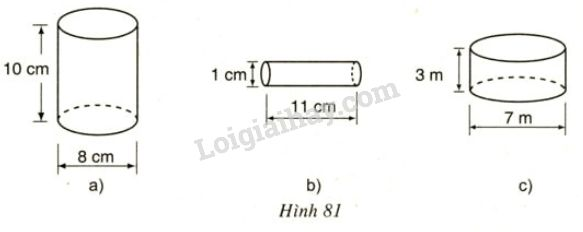 10 cm
8 cm
a)
1 cm
11 cm
b)
3 m
7 m
c)
Hình 81
Loigiaihay.com